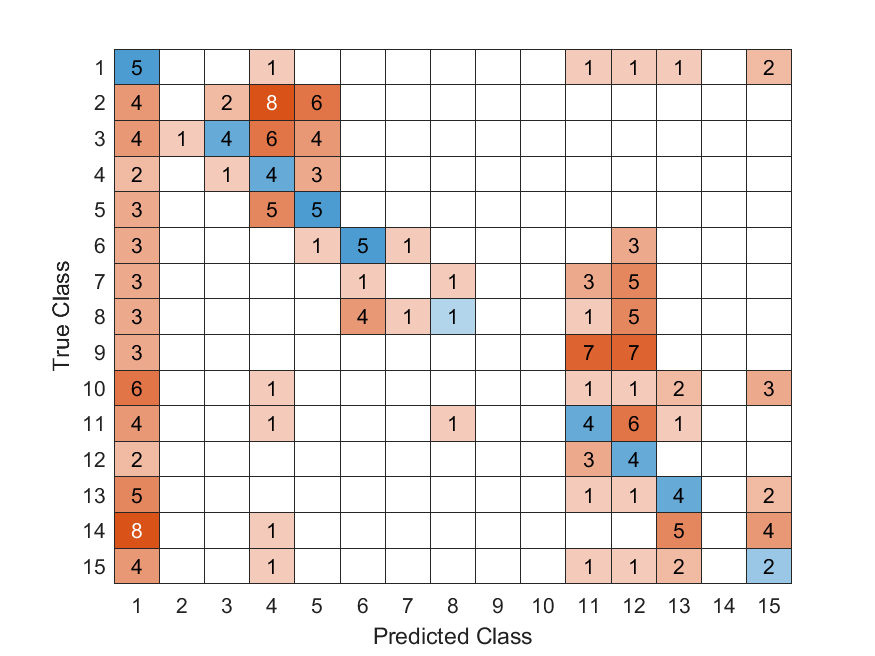 1 5 1 1 1 1 2
2 4 2 8 6
3 4 1 4 6 4
4 2 1 4 3
5 3 5 5
6 3 1 5 1 3
7 3 1 1 3 5
8 3 4 1 1 1 5
9 3 7 7
10 6 1 1 1 2 3
11 4 1 1 4 6 1
12 2 3 4
13 5 1 1 4 2
14 8 1 5 4
15 4 1 1 1 2 2
True Class
1 2 3 4 5 6 7 8 9 10 11 12 13 14 15
Predicted Class